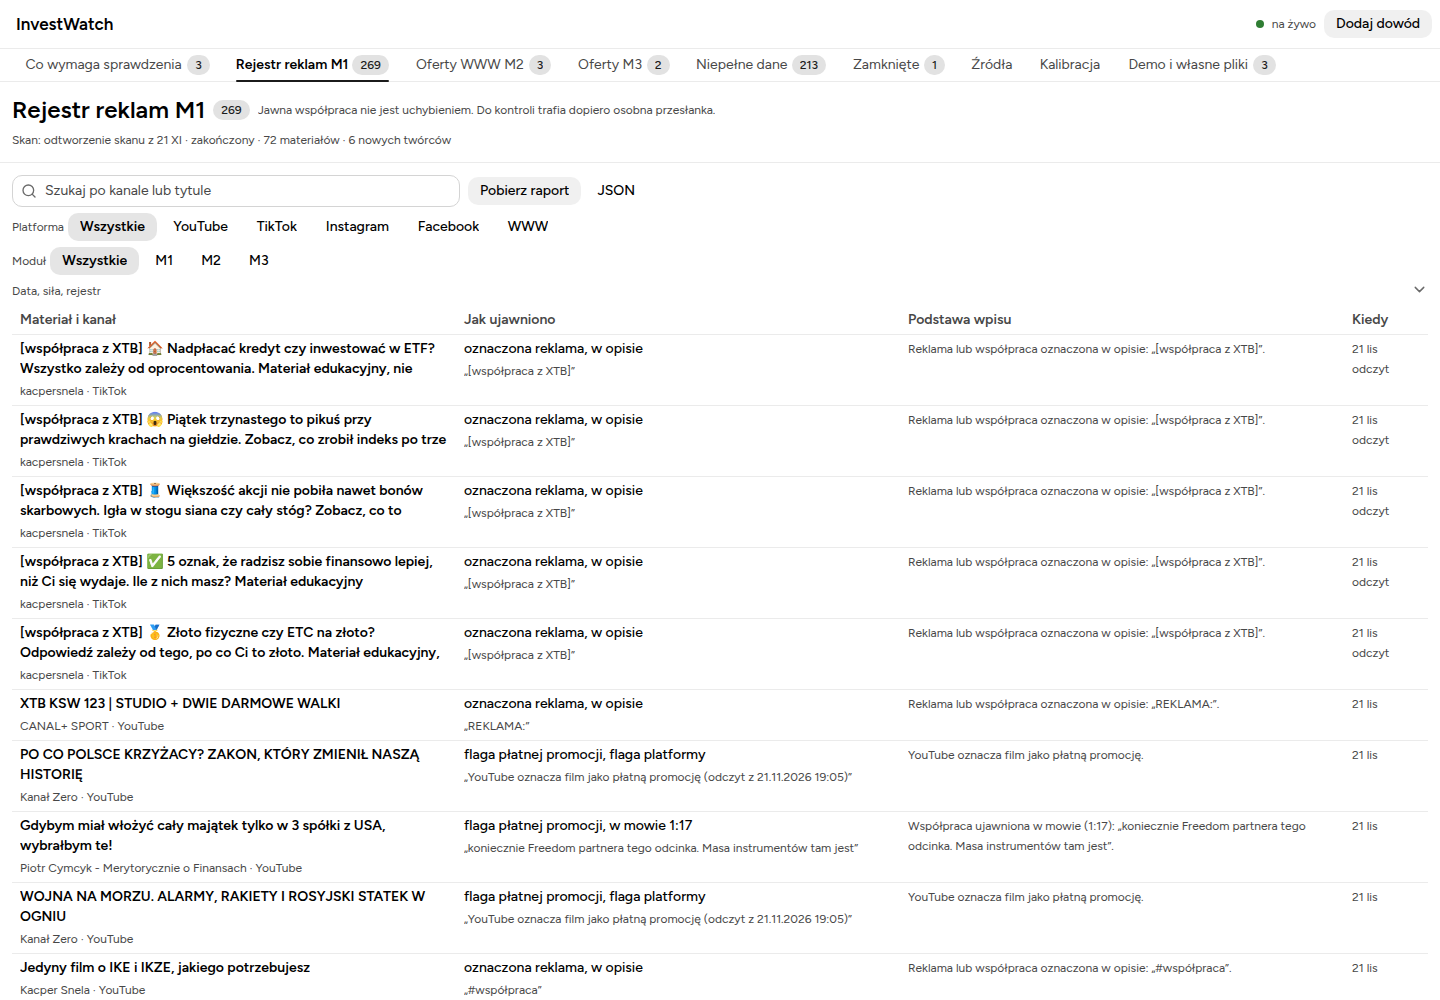 InvestWatch
na żywo
Dodaj dowód
Co wymaga sprawdzenia 3
Rejestr reklam M1 269
Oferty WWW M2 3
Oferty M3 2
Niepełne dane 213
Zamknięte 1
Źródła
Kalibracja
Demo i własne pliki 3
Rejestr reklam M1 269 Jawna współpraca nie jest uchybieniem. Do kontroli trafia dopiero osobna przesłanka.
Skan: odtworzenie skanu z 21 XI · zakończony · 72 materiałów · 6 nowych twórców
Szukaj po kanale lub tytule
Pobierz raport
JSON
Platforma Wszystkie YouTube TikTok Instagram Facebook WWW
Moduł Wszystkie M1 M2 M3
Data, siła, rejestr
Materiał i kanał
Jak ujawniono
Podstawa wpisu
Kiedy
[współpraca z XTB] 🏠 Nadpłacać kredyt czy inwestować w ETF?
Wszystko zależy od oprocentowania. Materiał edukacyjny, nie
kacpersnela · TikTok
oznaczona reklama, w opisie
„[współpraca z XTB]”
Reklama lub współpraca oznaczona w opisie: „[współpraca z XTB]”.
21 lis
odczyt
[współpraca z XTB] 😱 Piątek trzynastego to pikuś przy
prawdziwych krachach na giełdzie. Zobacz, co zrobił indeks po trze
kacpersnela · TikTok
oznaczona reklama, w opisie
„[współpraca z XTB]”
Reklama lub współpraca oznaczona w opisie: „[współpraca z XTB]”.
21 lis
odczyt
[współpraca z XTB] 🧵 Większość akcji nie pobiła nawet bonów
skarbowych. Igła w stogu siana czy cały stóg? Zobacz, co to
kacpersnela · TikTok
oznaczona reklama, w opisie
„[współpraca z XTB]”
Reklama lub współpraca oznaczona w opisie: „[współpraca z XTB]”.
21 lis
odczyt
[współpraca z XTB] ✅ 5 oznak, że radzisz sobie finansowo lepiej,
niż Ci się wydaje. Ile z nich masz? Materiał edukacyjny
kacpersnela · TikTok
oznaczona reklama, w opisie
„[współpraca z XTB]”
Reklama lub współpraca oznaczona w opisie: „[współpraca z XTB]”.
21 lis
odczyt
[współpraca z XTB] 🥇 Złoto fizyczne czy ETC na złoto?
Odpowiedź zależy od tego, po co Ci to złoto. Materiał edukacyjny,
kacpersnela · TikTok
oznaczona reklama, w opisie
„[współpraca z XTB]”
Reklama lub współpraca oznaczona w opisie: „[współpraca z XTB]”.
21 lis
odczyt
XTB KSW 123 | STUDIO + DWIE DARMOWE WALKI
CANAL+ SPORT · YouTube
oznaczona reklama, w opisie
„REKLAMA:”
Reklama lub współpraca oznaczona w opisie: „REKLAMA:”.
21 lis
PO CO POLSCE KRZYŻACY? ZAKON, KTÓRY ZMIENIŁ NASZĄ
HISTORIĘ
Kanał Zero · YouTube
flaga płatnej promocji, flaga platformy
„YouTube oznacza film jako płatną promocję (odczyt z 21.11.2026 19:05)”
YouTube oznacza film jako płatną promocję.
21 lis
Gdybym miał włożyć cały majątek tylko w 3 spółki z USA,
wybrałbym te!
Piotr Cymcyk - Merytorycznie o Finansach · YouTube
flaga płatnej promocji, w mowie 1:17
„koniecznie Freedom partnera tego odcinka. Masa instrumentów tam jest”
Współpraca ujawniona w mowie (1:17): „koniecznie Freedom partnera tego
odcinka. Masa instrumentów tam jest”.
21 lis
WOJNA NA MORZU. ALARMY, RAKIETY I ROSYJSKI STATEK W
OGNIU
Kanał Zero · YouTube
flaga płatnej promocji, flaga platformy
„YouTube oznacza film jako płatną promocję (odczyt z 21.11.2026 19:05)”
YouTube oznacza film jako płatną promocję.
21 lis
Jedyny film o IKE i IKZE, jakiego potrzebujesz
Kacper Snela · YouTube
oznaczona reklama, w opisie
„#współpraca”
Reklama lub współpraca oznaczona w opisie: „#współpraca”.
21 lis